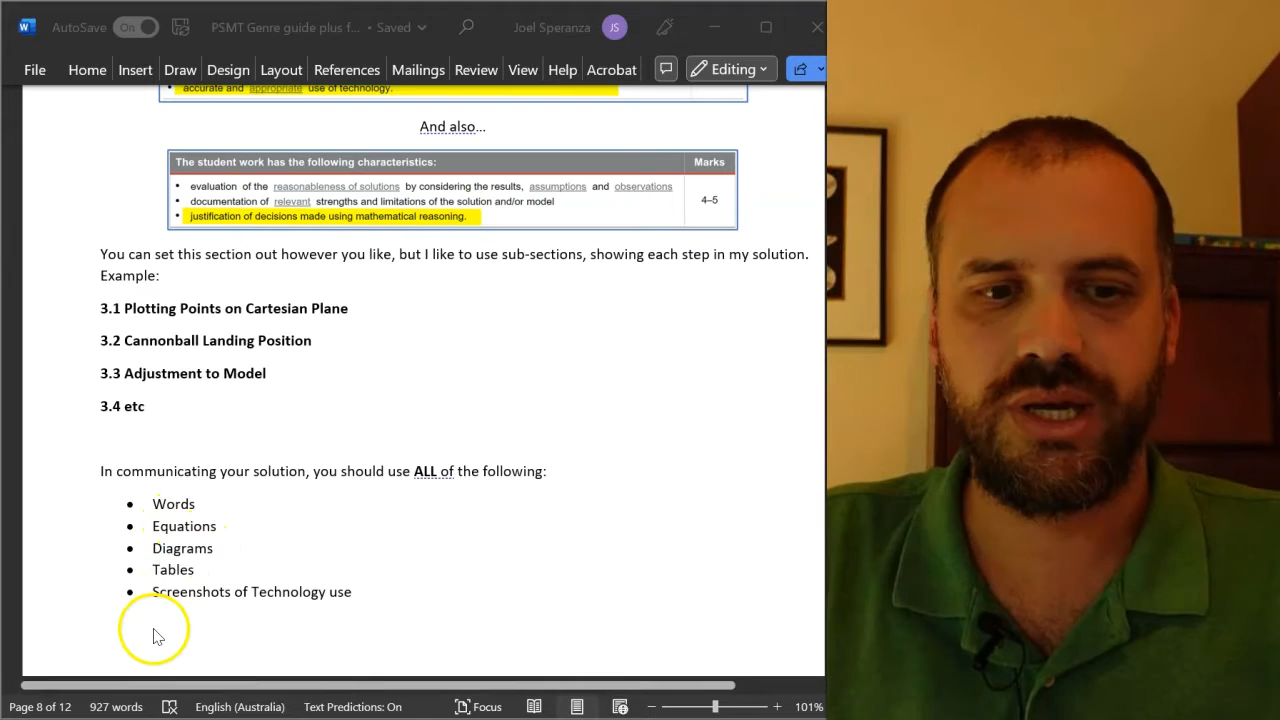 AutoSave On PSMT Genre guide plus f... • Saved Joel Speranza JS
File Home Insert Draw Design Layout References Mailings Review View Help Acrobat Editing
accurate and appropriate use of technology.
And also...
The student work has the following characteristics: Marks
• evaluation of the reasonableness of solutions by considering the results, assumptions and observations
• documentation of relevant strengths and limitations of the solution and/or model
• justification of decisions made using mathematical reasoning.
4–5
You can set this section out however you like, but I like to use sub-sections, showing each step in my solution.
Example:
3.1 Plotting Points on Cartesian Plane
3.2 Cannonball Landing Position
3.3 Adjustment to Model
3.4 etc
In communicating your solution, you should use ALL of the following:
• Words
• Equations
• Diagrams
• Tables
• Screenshots of Technology use
Page 8 of 12 927 words English (Australia) Text Predictions: On Focus 101%